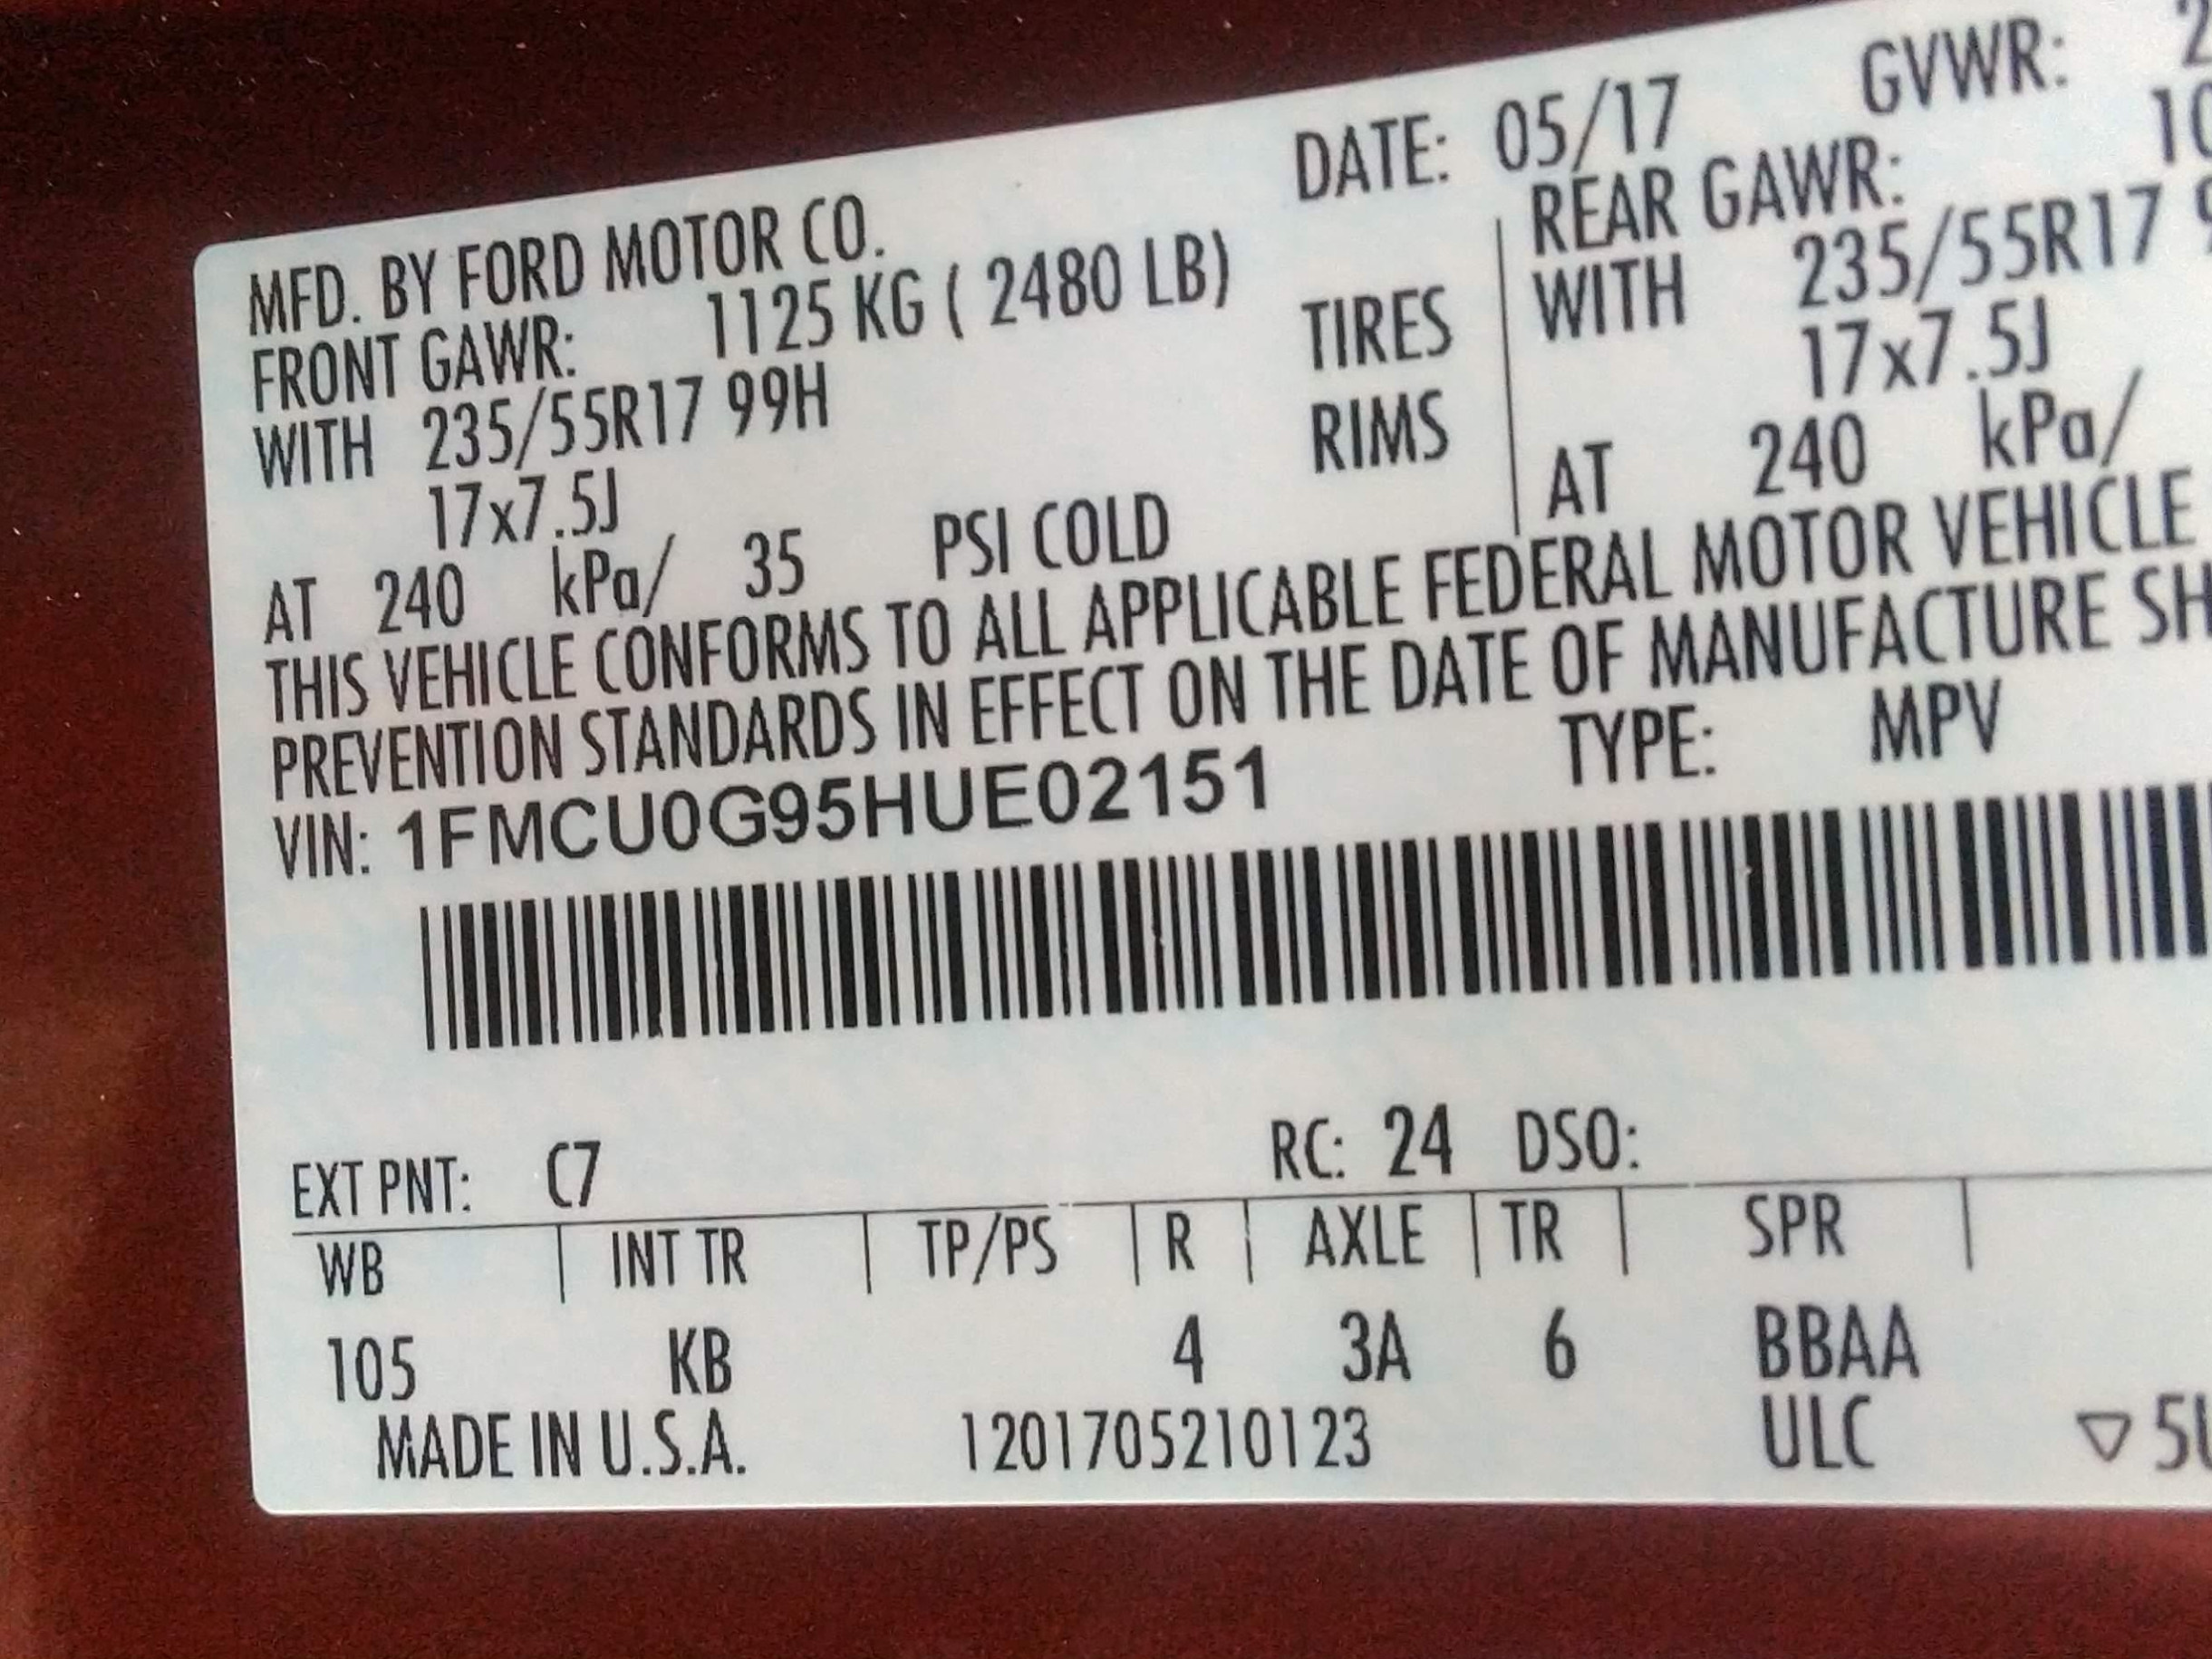 MFD. BY FORD MOTOR CO. DATE: 05/17 GVWR:
FRONT GAWR: 1125 KG ( 2480 LB) REAR GAWR:
WITH 235/55R17 99H TIRES WITH 235/55R17
17x7.5J RIMS 17x7.5J
AT 240 kPa/ 35 PSI COLD AT 240 kPa/
THIS VEHICLE CONFORMS TO ALL APPLICABLE FEDERAL MOTOR VEHICLE
PREVENTION STANDARDS IN EFFECT ON THE DATE OF MANUFACTURE SH
VIN: 1FMCU0G95HUE02151 TYPE: MPV
EXT PNT: C7 RC: 24 DSO:
WB | INT TR | TP/PS | R | AXLE | TR | SPR |
105 KB 4 3A 6 BBAA
MADE IN U.S.A. 1201705210123 ULC ▽ 5U